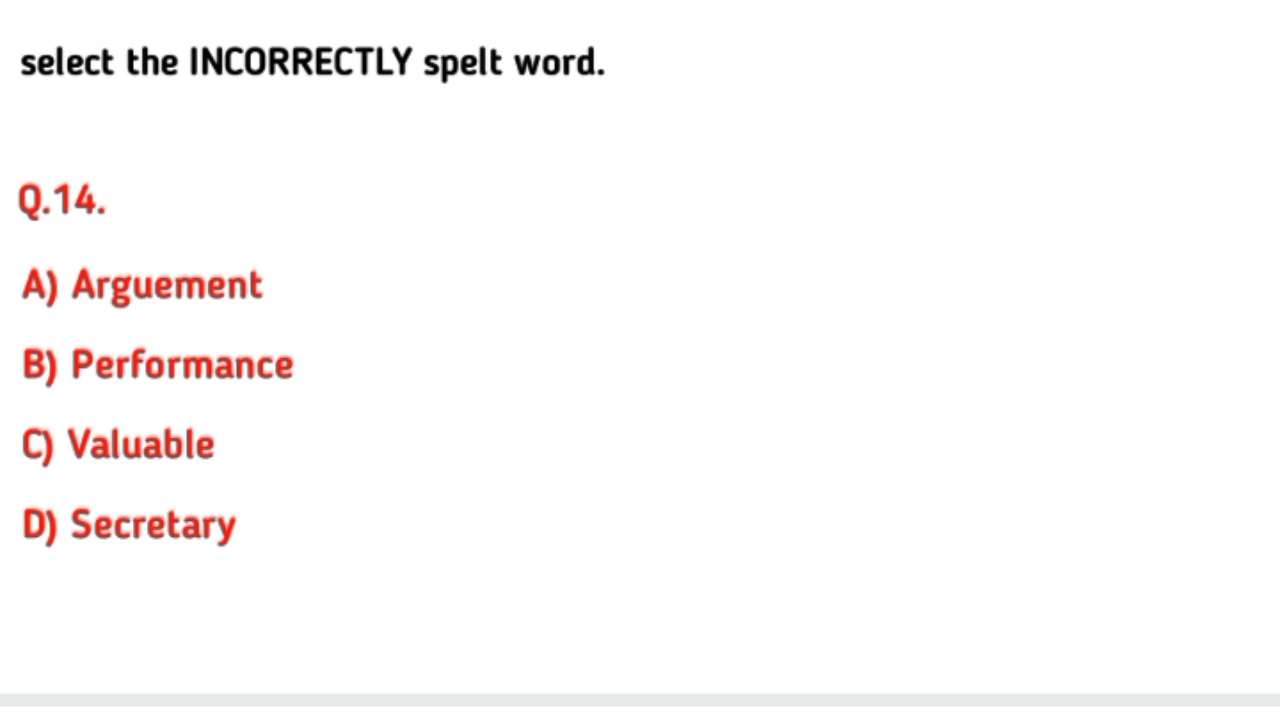 select the INCORRECTLY spelt word.
Q.14.
A) Arguement
B) Performance
C) Valuable
D) Secretary